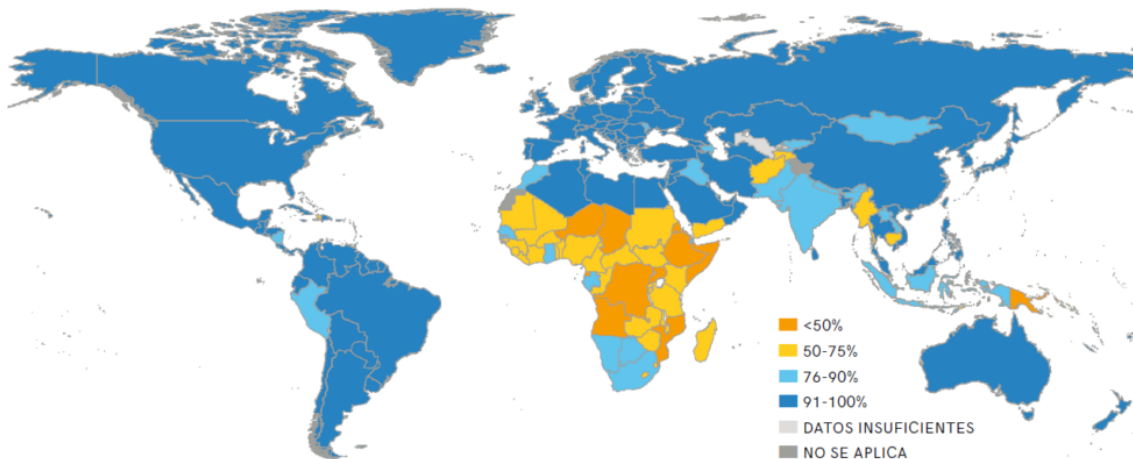 <50%
50-75%
76-90%
91-100%
DATOS INSUFICIENTES
NO SE APLICA